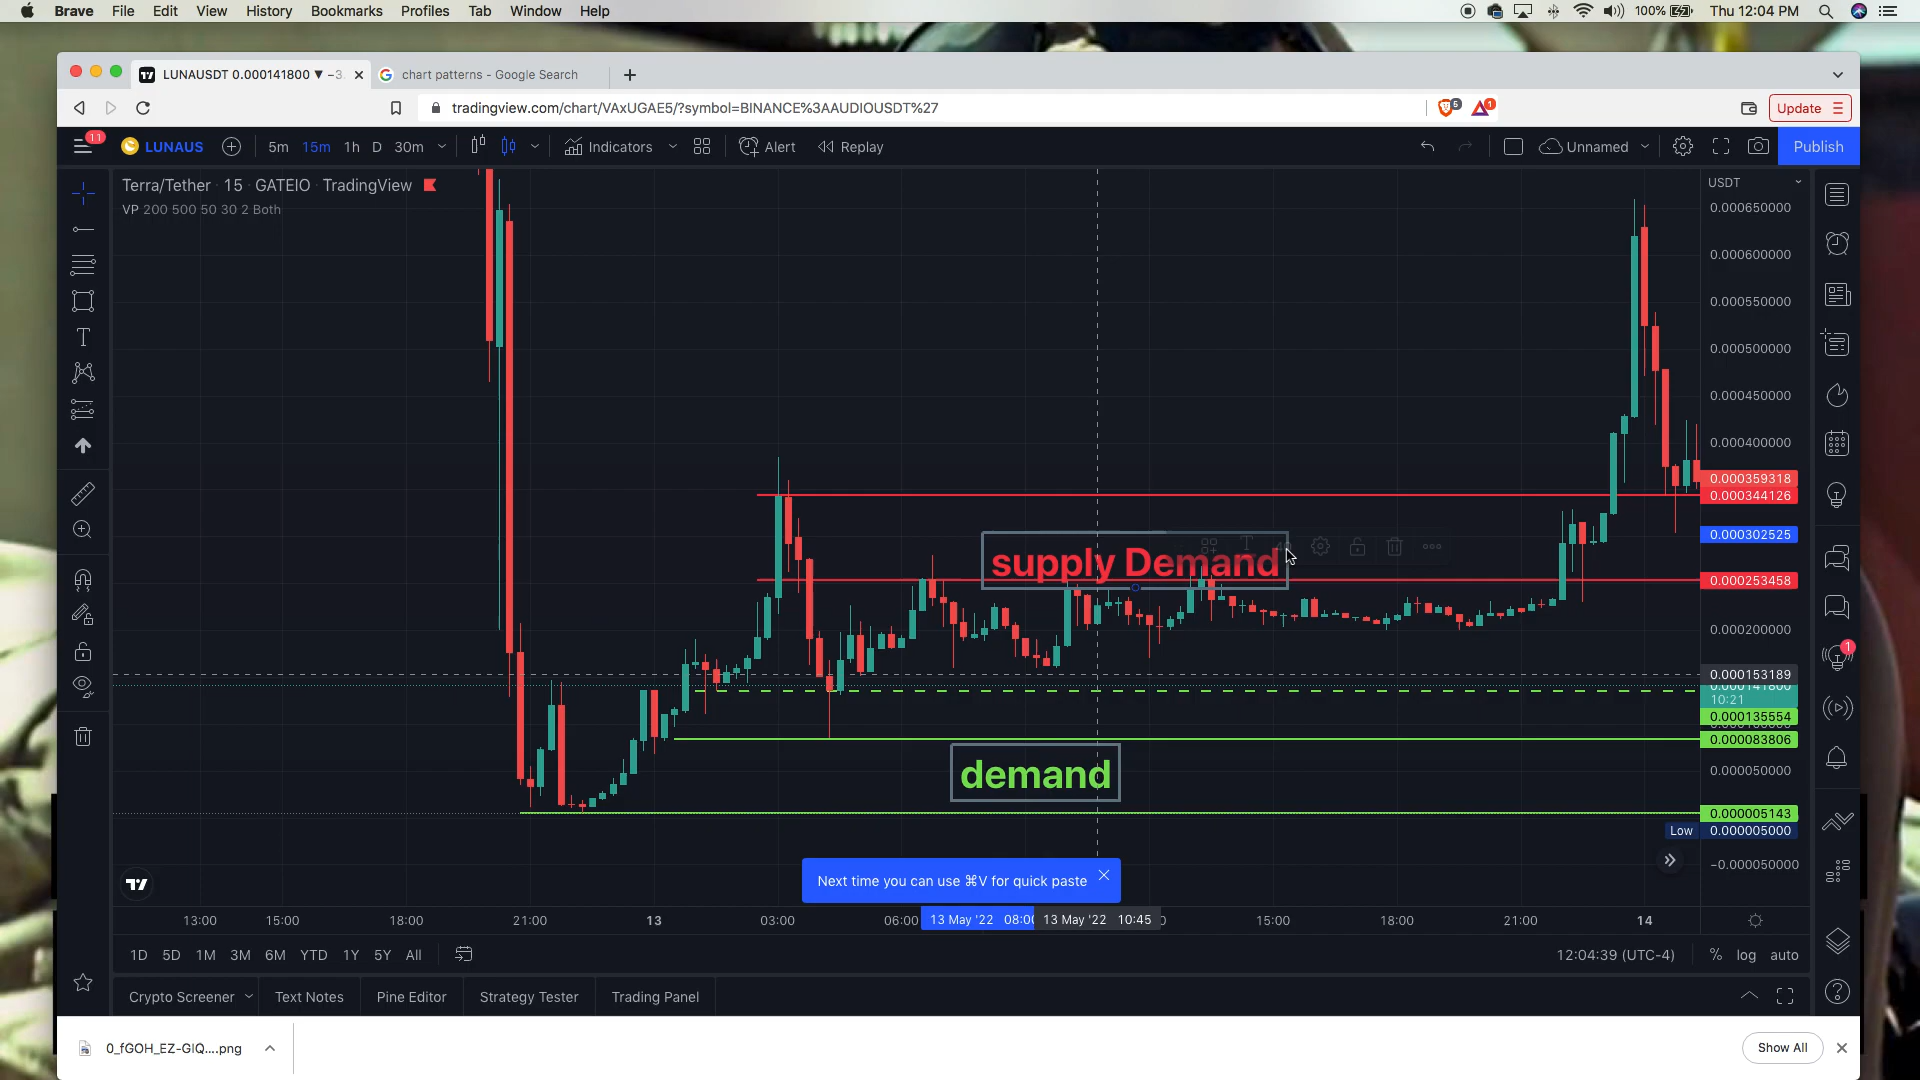 Brave File Edit View History Bookmarks Profiles Tab Window Help 100% Thu 12:04 PM
LUNAUSDT 0.000141800 ▼ −3. chart patterns - Google Search
tradingview.com/chart/VAxUGAE5/?symbol=BINANCE%3AAUDIOUSDT%27 5 1 Update
11 LUNAUS 5m 15m 1h D 30m Indicators Alert Replay Unnamed Publish
Terra/Tether · 15 · GATEIO · TradingView USDT
VP 200 500 50 30 2 Both
0.000650000
0.000600000
0.000550000
0.000500000
0.000450000
0.000400000
0.000359318
0.000344126
0.000302525
supply Demand
0.000253458
0.000200000
1
0.000153189
0.000141800
10:21
0.000135554
0.000083806
demand
0.000050000
0.000005143
Low 0.000005000
−0.000050000
Next time you can use ⌘V for quick paste
13:00 15:00 18:00 21:00 13 03:00 06:00 13 May '22 08:00 13 May '22 10:45 15:00 18:00 21:00 14
1D 5D 1M 3M 6M YTD 1Y 5Y All 12:04:39 (UTC-4) % log auto
Crypto Screener Text Notes Pine Editor Strategy Tester Trading Panel
0_fGOH_EZ-GIQ....png Show All